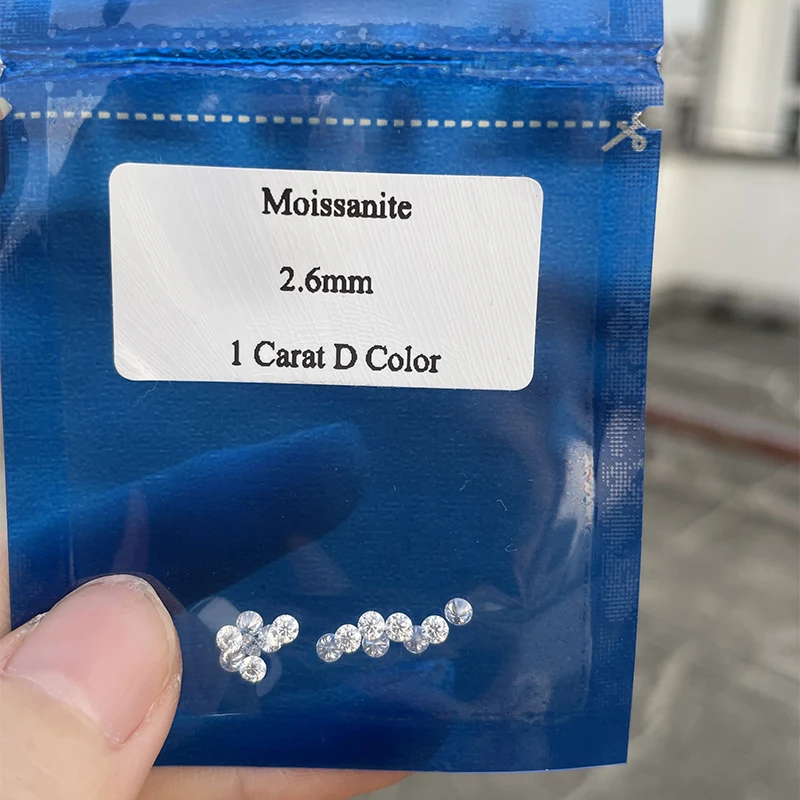 Moissanite
2.6mm
1 Carat D Color